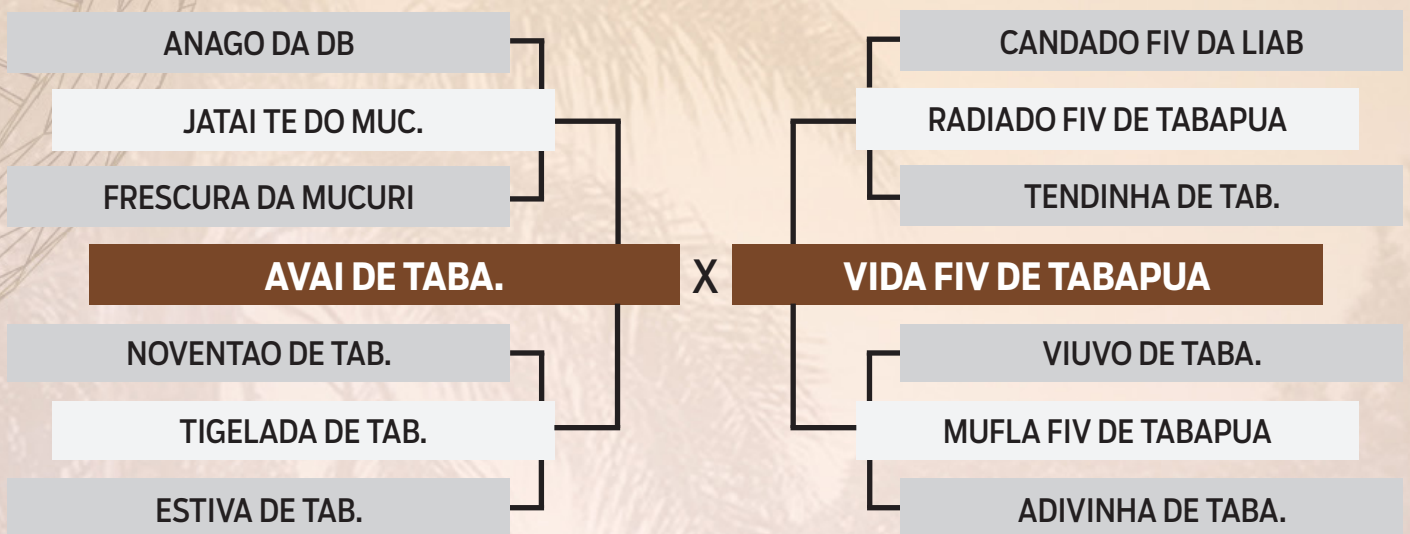 ANAGO DA DB
JATAI TE DO MUC.
FRESCURA DA MUCURI
AVAI DE TABA.
NOVENTAO DE TAB.
TIGELADA DE TAB.
ESTIVA DE TAB.
X
CANDADO FIV DA LIAB
RADIADO FIV DE TABAPUA
TENDINHA DE TAB.
VIDA FIV DE TABAPUA
VIUVO DE TABA.
MUFLA FIV DE TABAPUA
ADIVINHA DE TABA.